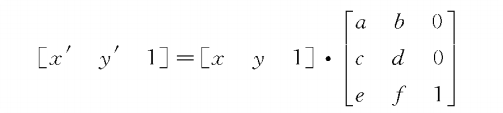 [x′ y′ 1]=[x y 1]·[a b 0
c d 0
e f 1]